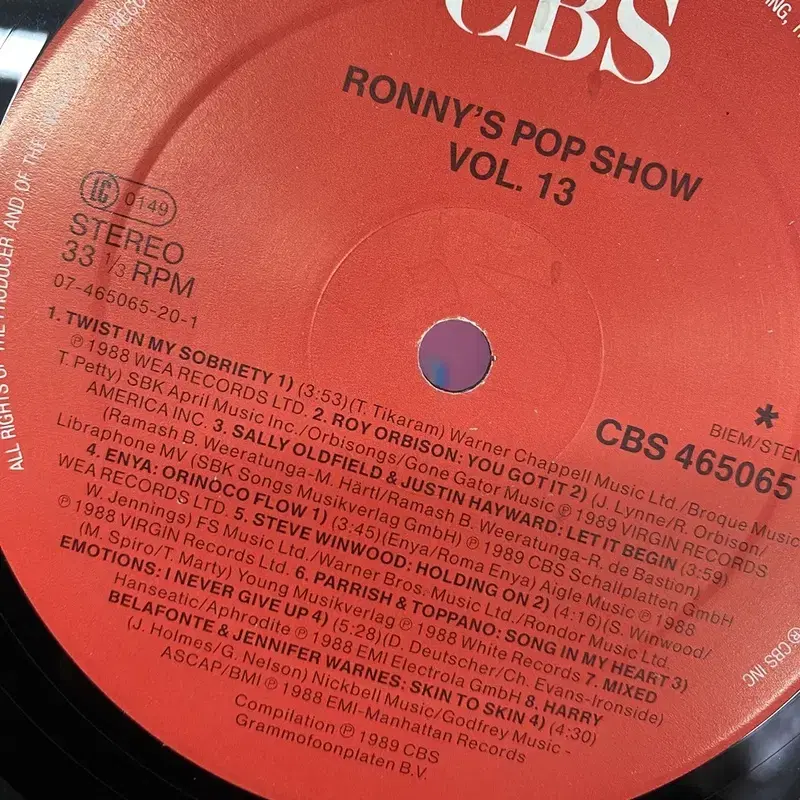 CBS
RONNY'S POP SHOW
VOL. 13
LC 0149
STEREO
33 1/3 RPM
07-465065-20-1
*
BIEM/STEM
CBS 465065
1. TWIST IN MY SOBRIETY 1) (3:53) (T. Tikaram) Warner Chappell Music Ltd./Broque Music
℗ 1988 WEA RECORDS LTD. 2. ROY ORBISON: YOU GOT IT 2) (J. Lynne/R. Orbison/
T. Petty) SBK April Music Inc./Orbisongs/Gone Gator Music ℗ 1989 VIRGIN RECORDS
AMERICA INC. 3. SALLY OLDFIELD & JUSTIN HAYWARD: LET IT BEGIN (3:59)
(Ramash B. Weeratunga-M. Härtl/Ramash B. Weeratunga-R. de Bastion)
Libraphone MV (SBK Songs Musikverlag GmbH) ℗ 1989 CBS Schallplatten GmbH
4. ENYA: ORINOCO FLOW 1) (3:45) (Enya/Roma Enya) Aigle Music ℗ 1988
WEA RECORDS LTD. 5. STEVE WINWOOD: HOLDING ON 2) (4:16) (S. Winwood/
W. Jennings) FS Music Ltd./Warner Bros. Music Ltd./Rondor Music Ltd.
℗ 1988 VIRGIN Records Ltd. 6. PARRISH & TOPPANO: SONG IN MY HEART 3)
(M. Spiro/T. Marty) Young Musikverlag ℗ 1988 White Records 7. MIXED
EMOTIONS: I NEVER GIVE UP 4) (5:28) (D. Deutscher/Ch. Evans-Ironside)
Hanseatic/Aphrodite ℗ 1988 EMI Electrola GmbH 8. HARRY
BELAFONTE & JENNIFER WARNES: SKIN TO SKIN 4) (4:30)
(J. Holmes/G. Nelson) Nickbell Music/Godfrey Music -
ASCAP/BMI ℗ 1988 EMI-Manhattan Records
Compilation ℗ 1989 CBS
Grammofoonplaten B.V.
ALL RIGHTS OF THE PRODUCER AND OF THE
® CBS INC